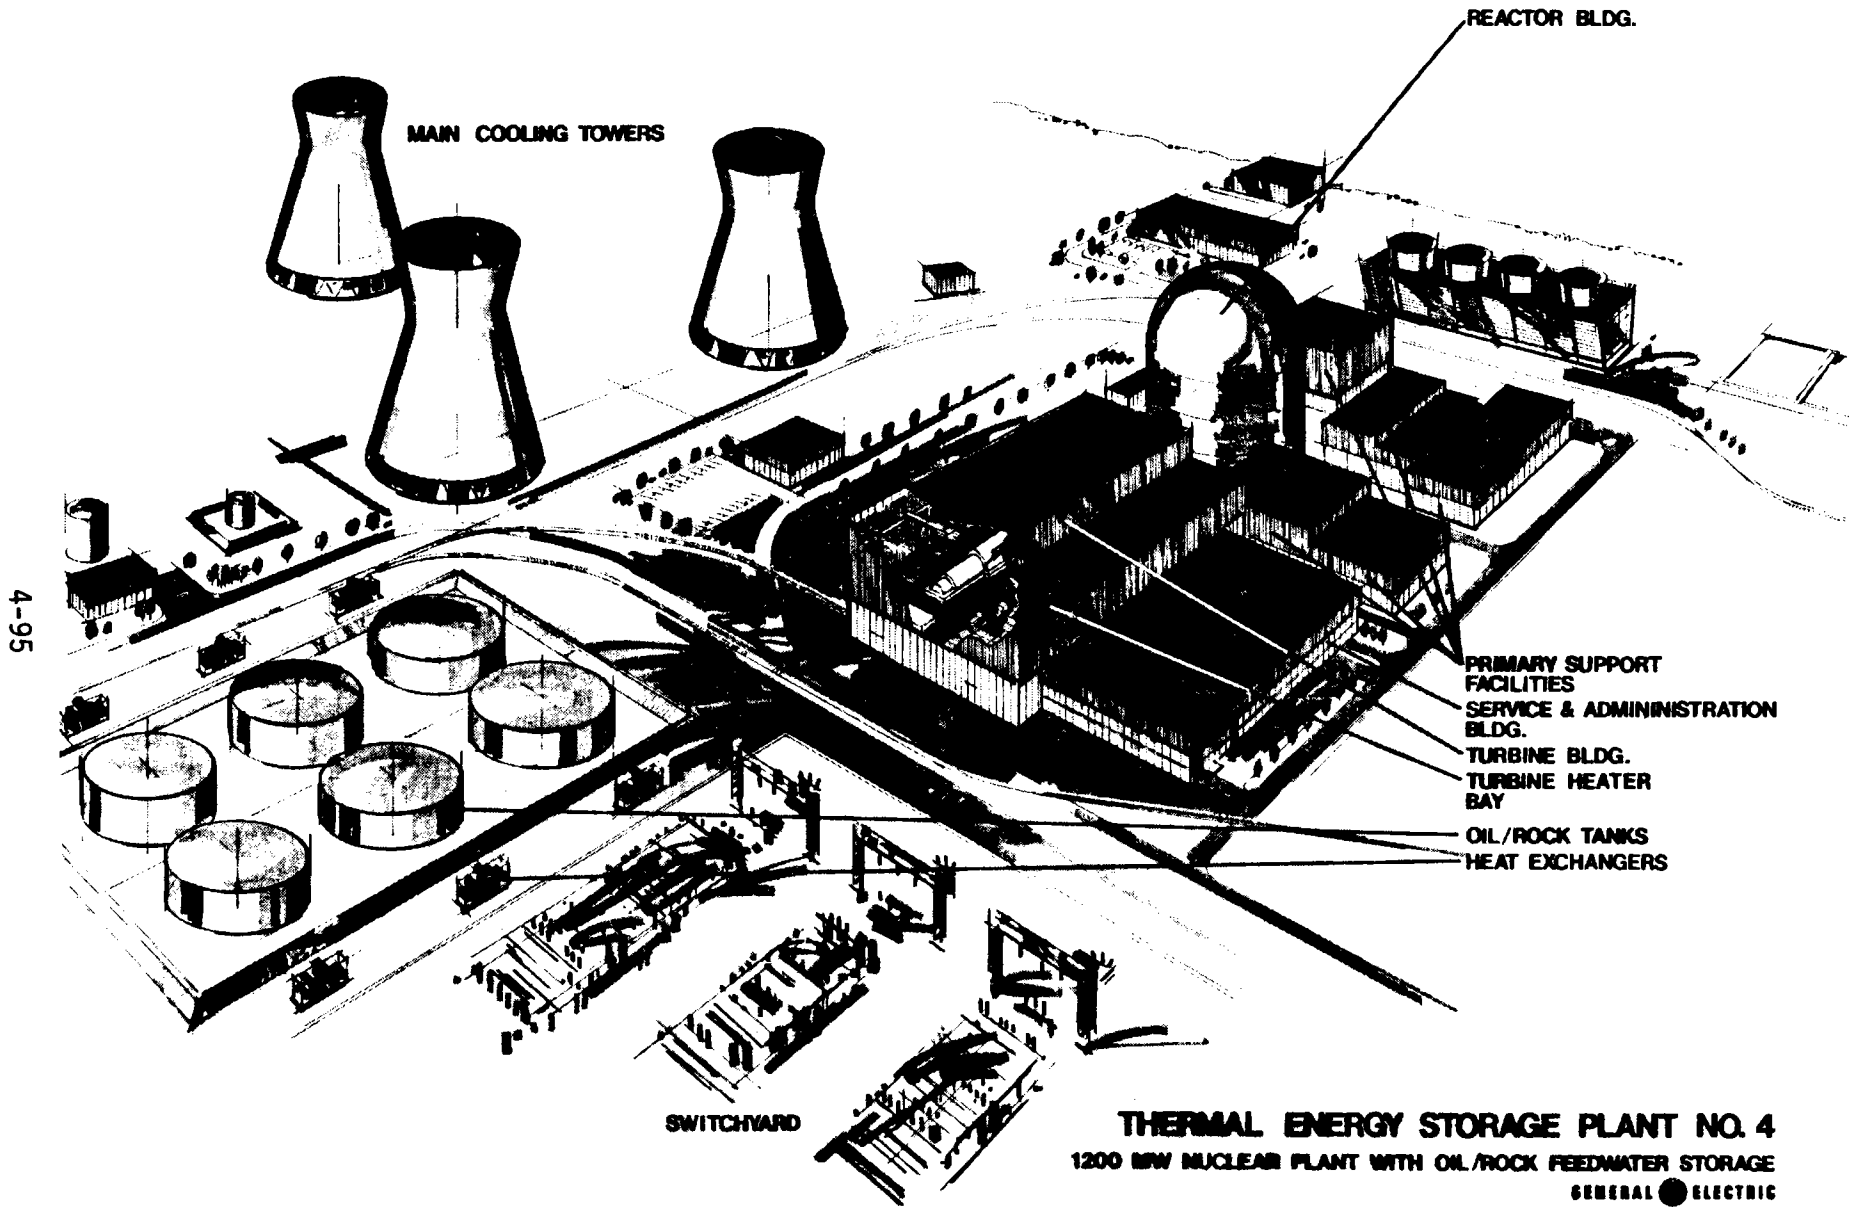 REACTOR BLDG.
MAIN COOLING TOWERS
4-95
PRIMARY SUPPORT
FACILITIES
SERVICE & ADMININISTRATION
BLDG.
TURBINE BLDG.
TURBINE HEATER
BAY
OIL/ROCK TANKS
HEAT EXCHANGERS
SWITCHYARD
THERMAL ENERGY STORAGE PLANT NO. 4
1200 MW NUCLEAR PLANT WITH OIL/ROCK FEEDWATER STORAGE
GENERAL ELECTRIC